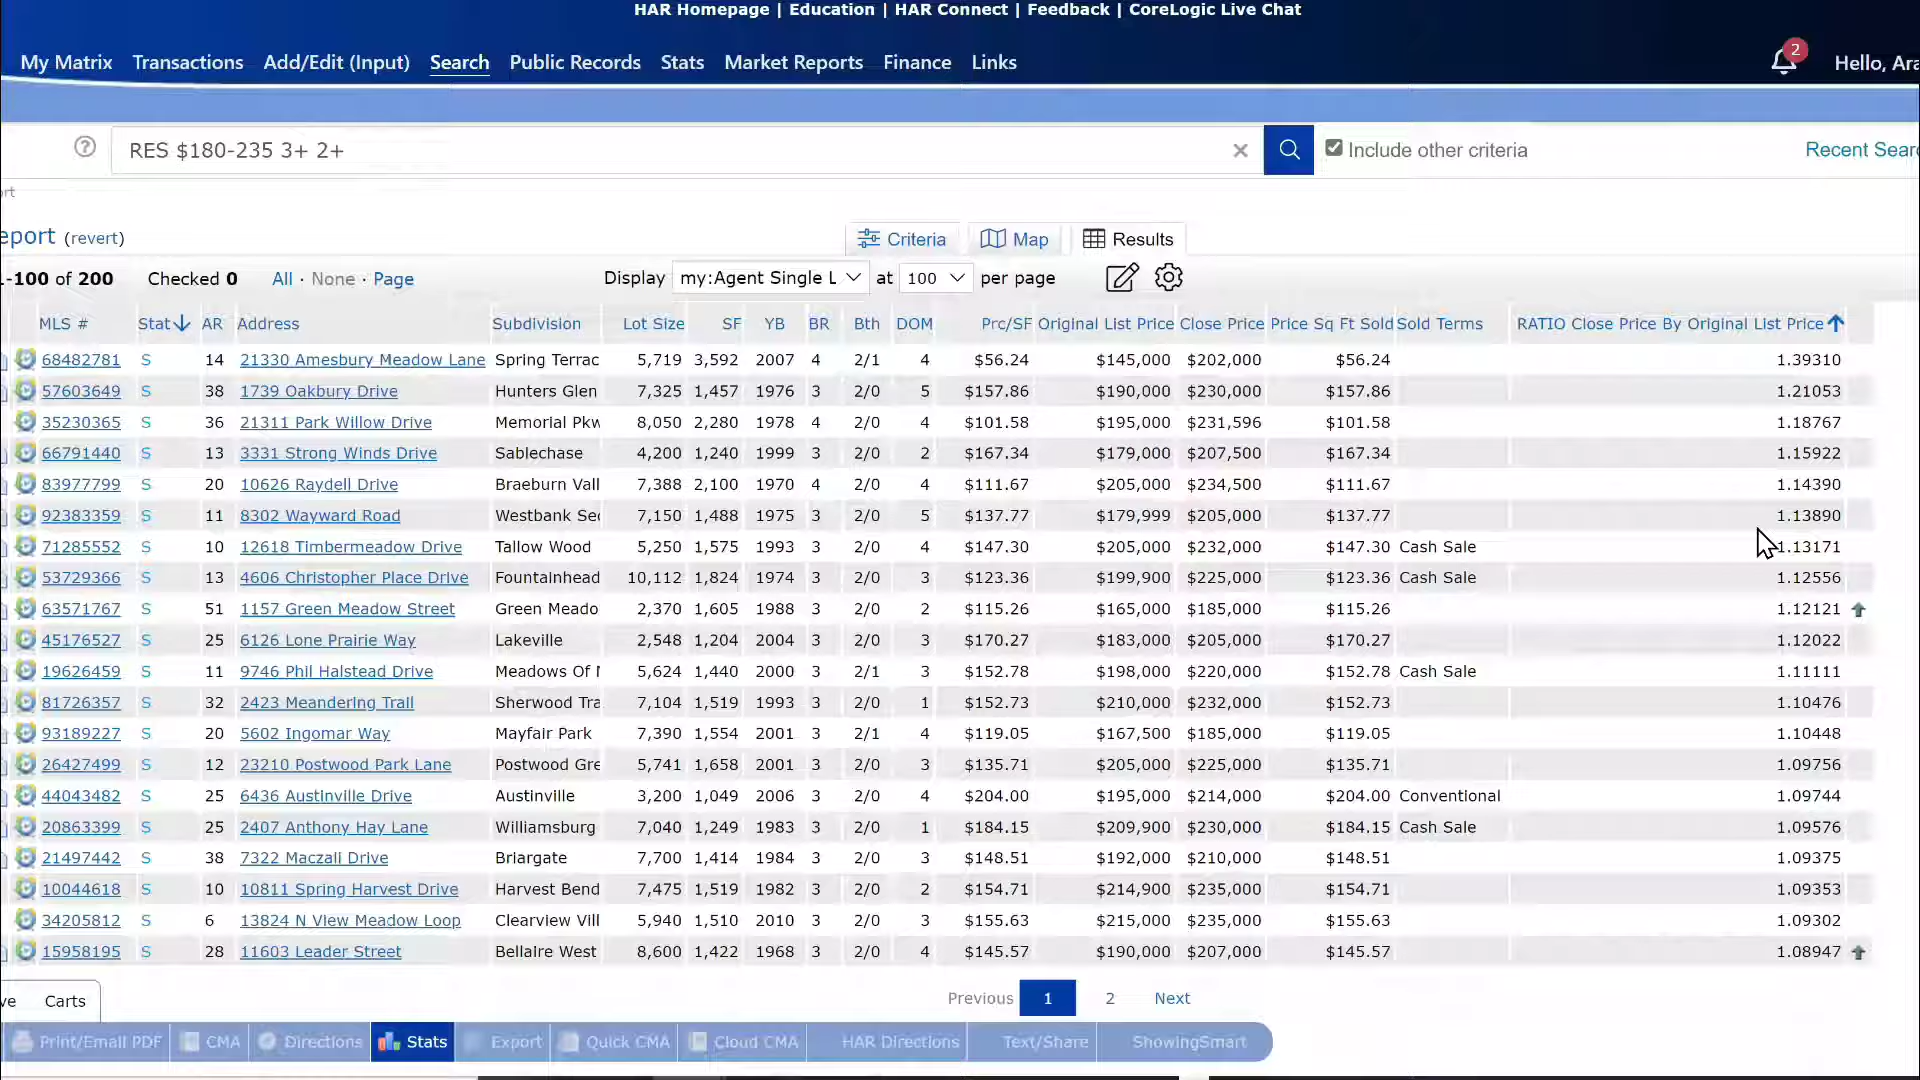 HAR Homepage | Education | HAR Connect | Feedback | CoreLogic Live Chat
My Matrix Transactions Add/Edit (Input) Search Public Records Stats Market Reports Finance Links 2 Hello, Ara
RES $180-235 3+ 2+ Include other criteria Recent Sear
ort
eport (revert) Criteria Map Results
1-100 of 200 Checked 0 All · None · Page Display my:Agent Single L at 100 per page
MLS # Stat AR Address Subdivision Lot Size SF YB BR Bth DOM Prc/SF Original List Price Close Price Price Sq Ft Sold Sold Terms RATIO Close Price By Original List Price
68482781 S 14 21330 Amesbury Meadow Lane Spring Terrac 5,719 3,592 2007 4 2/1 4 $56.24 $145,000 $202,000 $56.24 1.39310
57603649 S 38 1739 Oakbury Drive Hunters Glen 7,325 1,457 1976 3 2/0 5 $157.86 $190,000 $230,000 $157.86 1.21053
35230365 S 36 21311 Park Willow Drive Memorial Pkw 8,050 2,280 1978 4 2/0 4 $101.58 $195,000 $231,596 $101.58 1.18767
66791440 S 13 3331 Strong Winds Drive Sablechase 4,200 1,240 1999 3 2/0 2 $167.34 $179,000 $207,500 $167.34 1.15922
83977799 S 20 10626 Raydell Drive Braeburn Vall 7,388 2,100 1970 4 2/0 4 $111.67 $205,000 $234,500 $111.67 1.14390
92383359 S 11 8302 Wayward Road Westbank Sec 7,150 1,488 1975 3 2/0 5 $137.77 $179,999 $205,000 $137.77 1.13890
71285552 S 10 12618 Timbermeadow Drive Tallow Wood 5,250 1,575 1993 3 2/0 4 $147.30 $205,000 $232,000 $147.30 Cash Sale 1.13171
53729366 S 13 4606 Christopher Place Drive Fountainhead 10,112 1,824 1974 3 2/0 3 $123.36 $199,900 $225,000 $123.36 Cash Sale 1.12556
63571767 S 51 1157 Green Meadow Street Green Meado 2,370 1,605 1988 3 2/0 2 $115.26 $165,000 $185,000 $115.26 1.12121
45176527 S 25 6126 Lone Prairie Way Lakeville 2,548 1,204 2004 3 2/0 3 $170.27 $183,000 $205,000 $170.27 1.12022
19626459 S 11 9746 Phil Halstead Drive Meadows Of N 5,624 1,440 2000 3 2/1 3 $152.78 $198,000 $220,000 $152.78 Cash Sale 1.11111
81726357 S 32 2423 Meandering Trail Sherwood Tra 7,104 1,519 1993 3 2/0 1 $152.73 $210,000 $232,000 $152.73 1.10476
93189227 S 20 5602 Ingomar Way Mayfair Park 7,390 1,554 2001 3 2/1 4 $119.05 $167,500 $185,000 $119.05 1.10448
26427499 S 12 23210 Postwood Park Lane Postwood Gre 5,741 1,658 2001 3 2/0 3 $135.71 $205,000 $225,000 $135.71 1.09756
44043482 S 25 6436 Austinville Drive Austinville 3,200 1,049 2006 3 2/0 4 $204.00 $195,000 $214,000 $204.00 Conventional 1.09744
20863399 S 25 2407 Anthony Hay Lane Williamsburg 7,040 1,249 1983 3 2/0 1 $184.15 $209,900 $230,000 $184.15 Cash Sale 1.09576
21497442 S 38 7322 Maczali Drive Briargate 7,700 1,414 1984 3 2/0 3 $148.51 $192,000 $210,000 $148.51 1.09375
10044618 S 10 10811 Spring Harvest Drive Harvest Bend 7,475 1,519 1982 3 2/0 2 $154.71 $214,900 $235,000 $154.71 1.09353
34205812 S 6 13824 N View Meadow Loop Clearview Vill 5,940 1,510 2010 3 2/0 3 $155.63 $215,000 $235,000 $155.63 1.09302
15958195 S 28 11603 Leader Street Bellaire West 8,600 1,422 1968 3 2/0 4 $145.57 $190,000 $207,000 $145.57 1.08947
ve Carts Previous 1 2 Next
Print/Email PDF CMA Directions Stats Export Quick CMA Cloud CMA HAR Directions Text/Share ShowingSmart